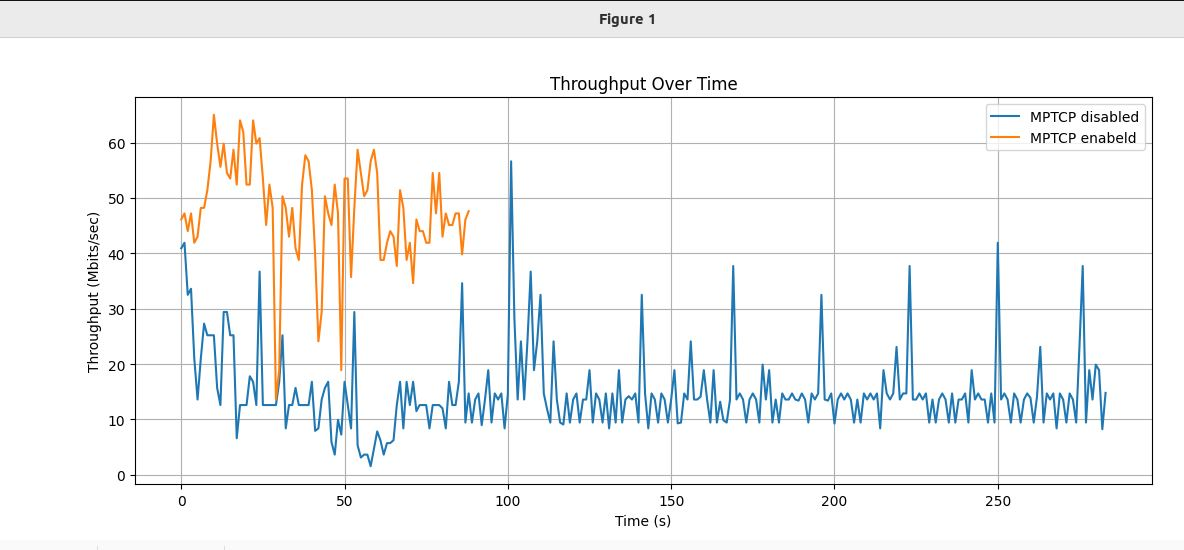 Figure 1
Throughput Over Time
MPTCP disabled
MPTCP enabeld
Throughput (Mbits/sec)
60
50
40
30
20
10
0
0 50 100 150 200 250
Time (s)